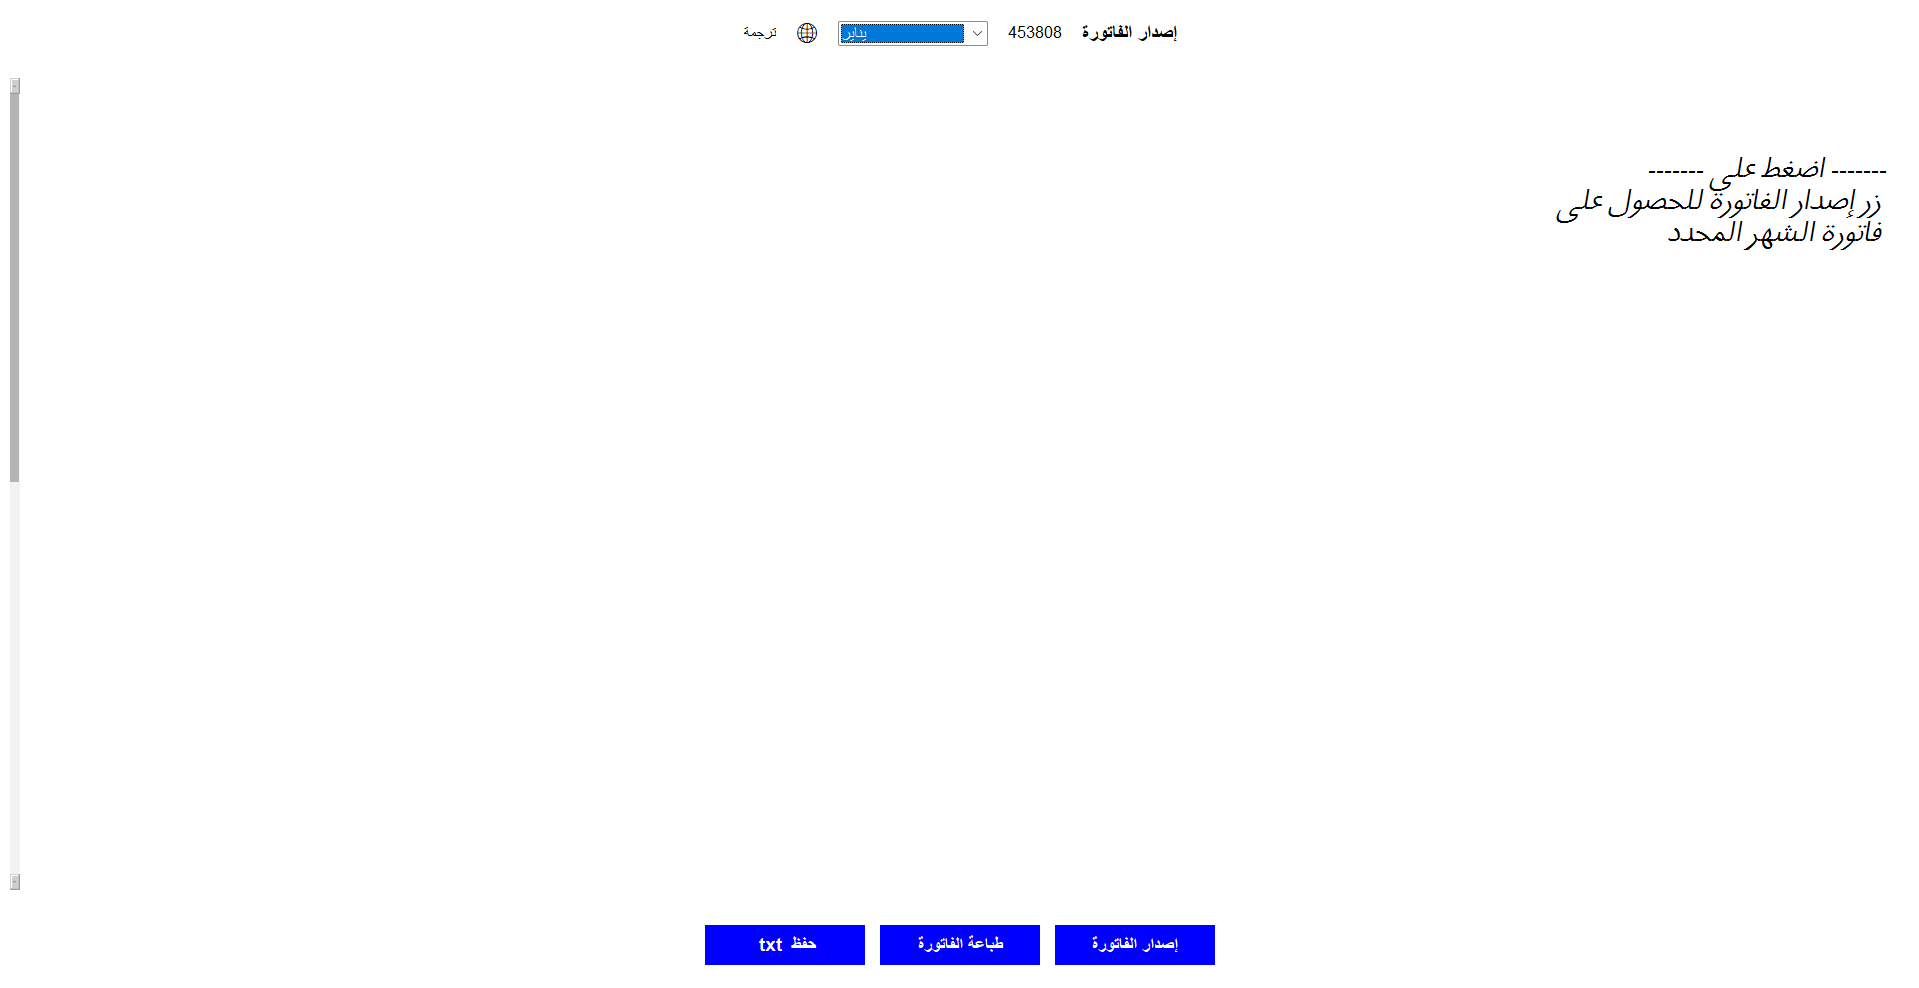 إصدار الفاتورة 453808 يناير ترجمة
------- اضغط علي -------
زر إصدار الفاتورة للحصول على
فاتورة الشهر المحدد
إصدار الفاتورة
طباعة الفاتورة
حفظ txt